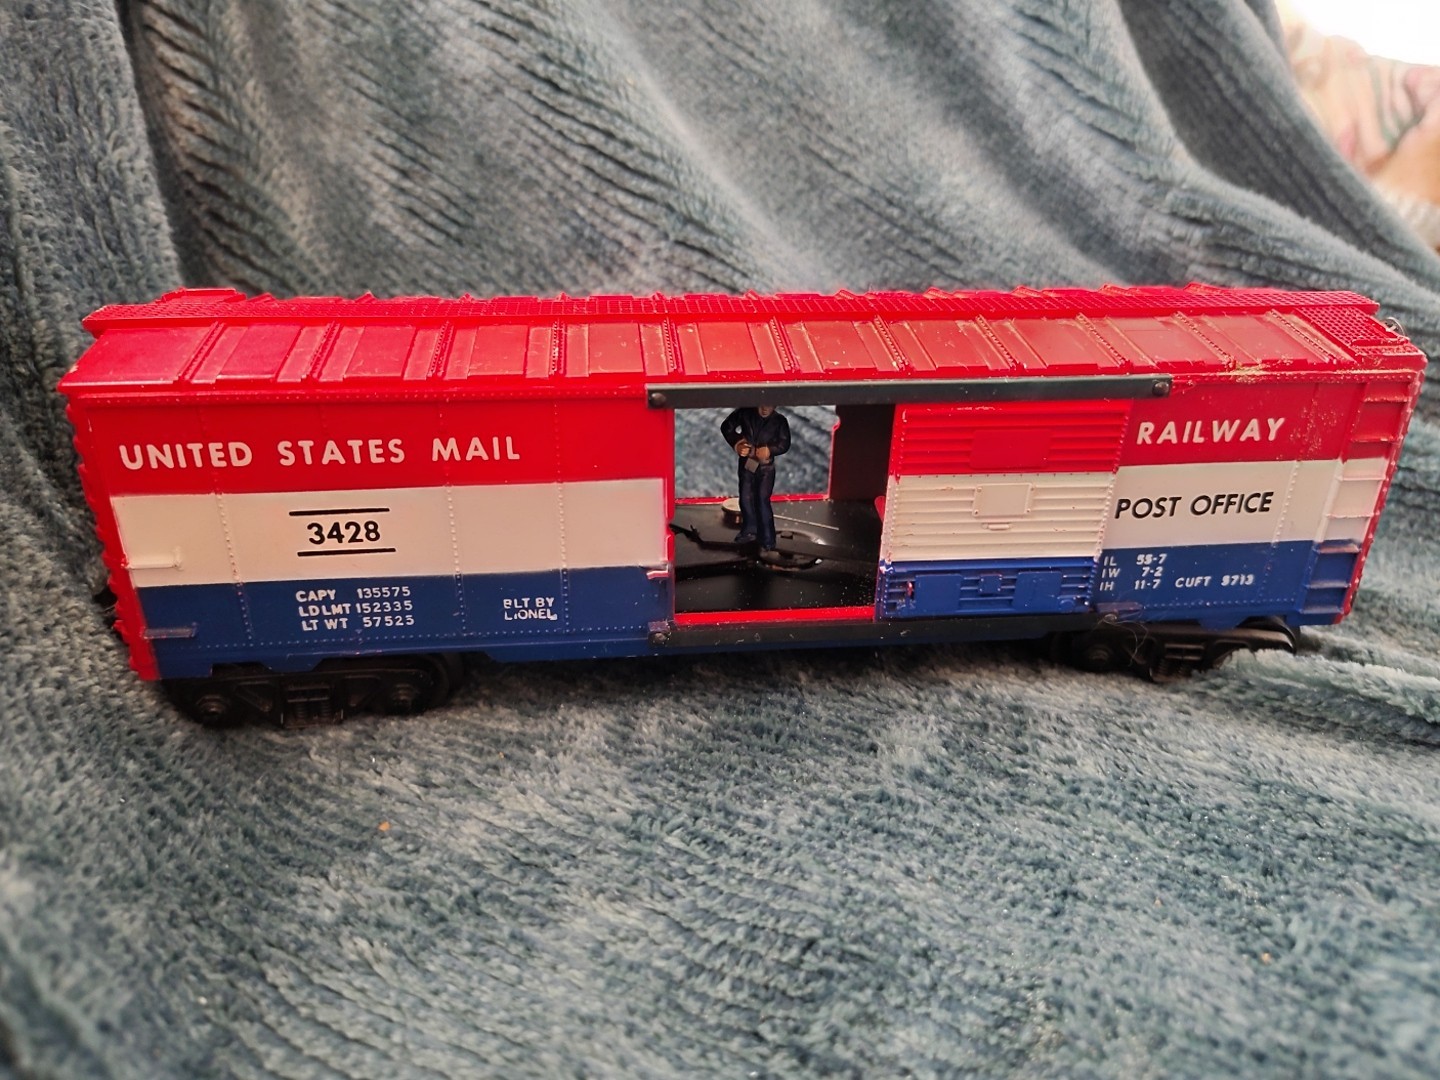 UNITED STATES MAIL
3428
CAPY 135575
LD LMT 152335
LT WT 57525
BLT BY
LIONEL
RAILWAY
POST OFFICE
IL 55-7
IW 7-2
IH 11-7 CUFT 3713